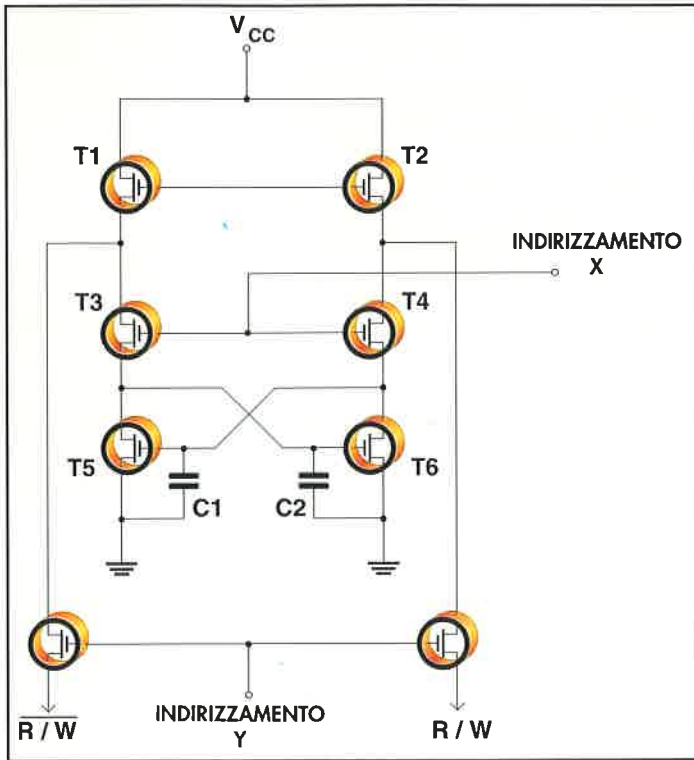 VCC
T1
T2
INDIRIZZAMENTO
X
T3
T4
T5
C1
C2
T6
R / W
INDIRIZZAMENTO
Y
R / W